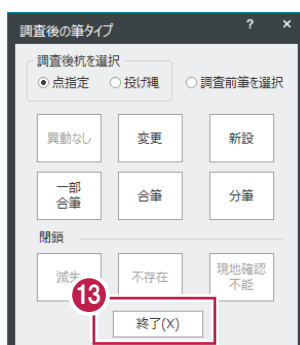 調査後の筆タイプ ? ×
調査後杭を選択
点指定 投げ縄 調査前筆を選択
異動なし 変更 新設
一部
合筆 合筆 分筆
閉鎖
滅失 不存在 現地確認
不能
13
終了(X)